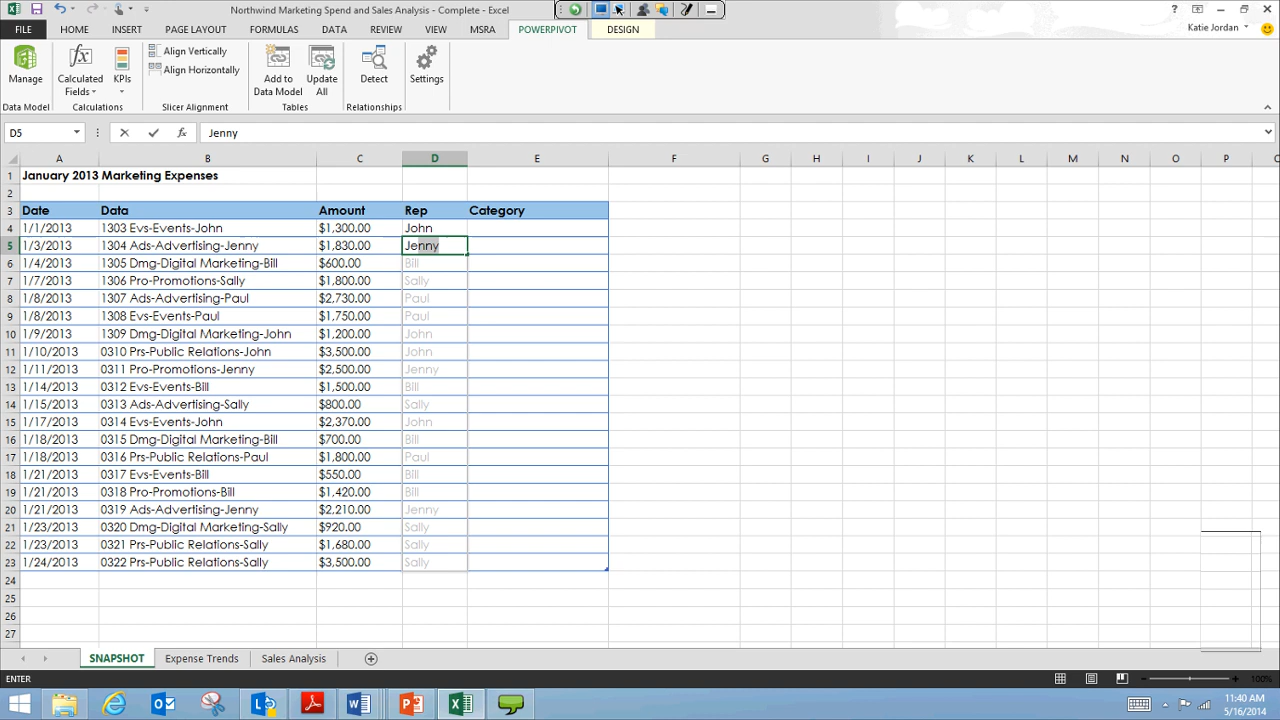 Northwind Marketing Spend and Sales Analysis - Complete - Excel
FILE HOME INSERT PAGE LAYOUT FORMULAS DATA REVIEW VIEW MSRA POWERPIVOT DESIGN Katie Jordan
Manage Calculated Fields KPIs Align Vertically Align Horizontally Add to Data Model Update All Detect Settings
Data Model Calculations Slicer Alignment Tables Relationships
D5 fx Jenny
A B C D E F G H I J K L M N O P C
1 January 2013 Marketing Expenses
2
3 Date Data Amount Rep Category
4 1/1/2013 1303 Evs-Events-John $1,300.00 John
5 1/3/2013 1304 Ads-Advertising-Jenny $1,830.00 Jenny
6 1/4/2013 1305 Dmg-Digital Marketing-Bill $600.00 Bill
7 1/7/2013 1306 Pro-Promotions-Sally $1,800.00 Sally
8 1/8/2013 1307 Ads-Advertising-Paul $2,730.00 Paul
9 1/8/2013 1308 Evs-Events-Paul $1,750.00 Paul
10 1/9/2013 1309 Dmg-Digital Marketing-John $1,200.00 John
11 1/10/2013 0310 Prs-Public Relations-John $3,500.00 John
12 1/11/2013 0311 Pro-Promotions-Jenny $2,500.00 Jenny
13 1/14/2013 0312 Evs-Events-Bill $1,500.00 Bill
14 1/15/2013 0313 Ads-Advertising-Sally $800.00 Sally
15 1/17/2013 0314 Evs-Events-John $2,370.00 John
16 1/18/2013 0315 Dmg-Digital Marketing-Bill $700.00 Bill
17 1/18/2013 0316 Prs-Public Relations-Paul $1,800.00 Paul
18 1/21/2013 0317 Evs-Events-Bill $550.00 Bill
19 1/21/2013 0318 Pro-Promotions-Bill $1,420.00 Bill
20 1/21/2013 0319 Ads-Advertising-Jenny $2,210.00 Jenny
21 1/23/2013 0320 Dmg-Digital Marketing-Sally $920.00 Sally
22 1/23/2013 0321 Prs-Public Relations-Sally $1,680.00 Sally
23 1/24/2013 0322 Prs-Public Relations-Sally $3,500.00 Sally
24
25
26
27
SNAPSHOT Expense Trends Sales Analysis
ENTER 100%
11:40 AM
5/16/2014